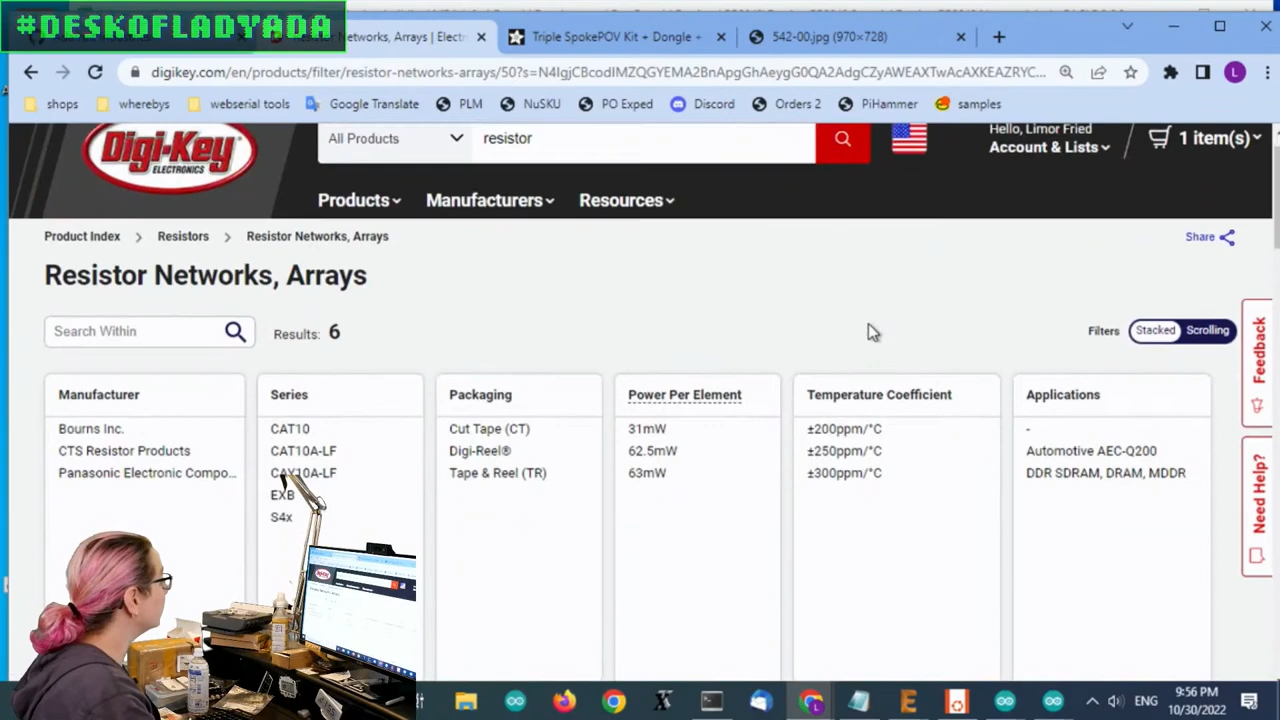 #DESKOFLADYADA
Networks, Arrays | Electr
Triple SpokePOV Kit + Dongle +
542-00.jpg (970×728)
digikey.com/en/products/filter/resistor-networks-arrays/50?s=N4IgjCBcodIMZQGYEMA2BnApgGhAeygG0QA2AdgCZyAWEAXTwAcAXKEAZRYC...
shops
wherebys
webserial tools
Google Translate
PLM
NuSKU
PO Exped
Discord
Orders 2
PiHammer
samples
L
Digi-Key
ELECTRONICS
All Products
resistor
Hello, Limor Fried
Account & Lists
1 item(s)
Products
Manufacturers
Resources
Product Index
Resistors
Resistor Networks, Arrays
Share
Resistor Networks, Arrays
Search Within
Results: 6
Filters
Stacked
Scrolling
Feedback
Need Help?
Manufacturer
Bourns Inc.
CTS Resistor Products
Panasonic Electronic Compo...
Series
CAT10
CAT10A-LF
CAY10A-LF
EXB
S4x
Packaging
Cut Tape (CT)
Digi-Reel®
Tape & Reel (TR)
Power Per Element
31mW
62.5mW
63mW
Temperature Coefficient
±200ppm/°C
±250ppm/°C
±300ppm/°C
Applications
-
Automotive AEC-Q200
DDR SDRAM, DRAM, MDDR
ENG
9:56 PM
10/30/2022